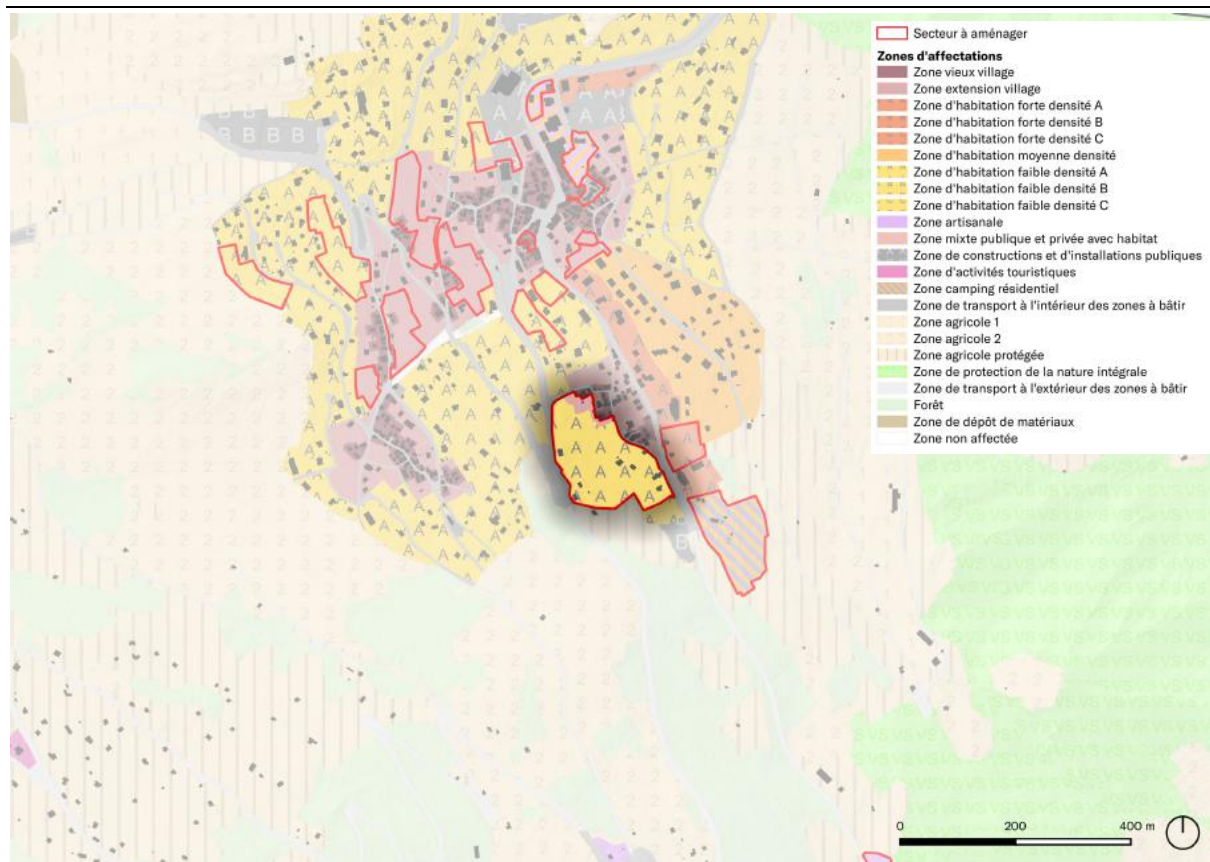 Secteur à aménager
Zones d'affectations
Zone vieux village
Zone extension village
Zone d'habitation forte densité A
Zone d'habitation forte densité B
Zone d'habitation forte densité C
Zone d'habitation moyenne densité
Zone d'habitation faible densité A
Zone d'habitation faible densité B
Zone d'habitation faible densité C
Zone artisanale
Zone mixte publique et privée avec habitat
Zone de constructions et d'installations publiques
Zone d'activités touristiques
Zone camping résidentiel
Zone de transport à l'intérieur des zones à bâtir
Zone agricole 1
Zone agricole 2
Zone agricole protégée
Zone de protection de la nature intégrale
Zone de transport à l'extérieur des zones à bâtir
Forêt
Zone de dépôt de matériaux
Zone non affectée
B B B B
A A A A
A A A A
A A A A
A A A
B
0 200 400 m